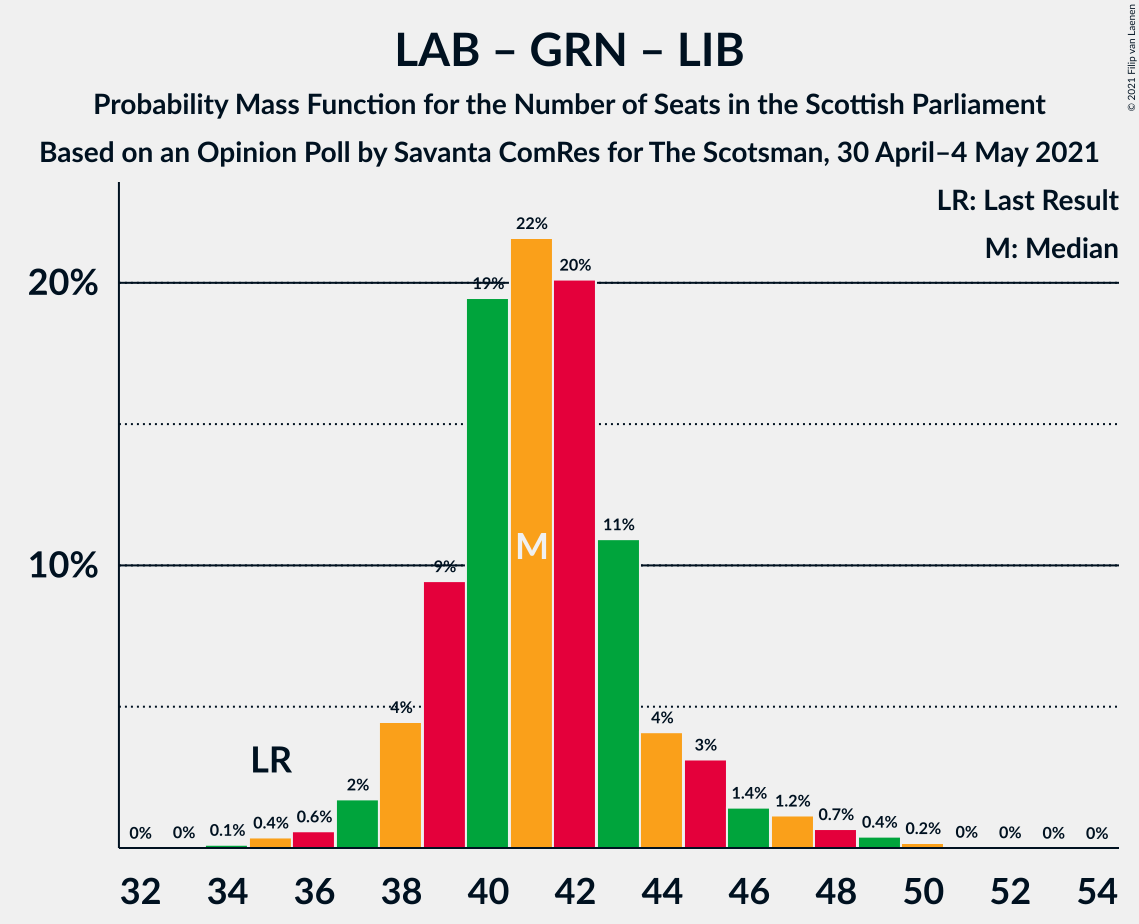 LAB – GRN – LIB
Probability Mass Function for the Number of Seats in the Scottish Parliament
Based on an Opinion Poll by Savanta ComRes for The Scotsman, 30 April–4 May 2021
© 2021 Filip van Laenen
LR: Last Result
M: Median
20%
10%
0%
0%
0.1%
0.4%
0.6%
2%
4%
9%
19%
22%
20%
11%
4%
3%
1.4%
1.2%
0.7%
0.4%
0.2%
0%
0%
0%
0%
LR
M
32 34 36 38 40 42 44 46 48 50 52 54